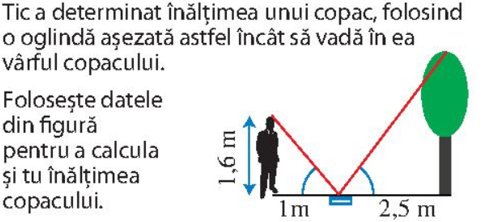 Tic a determinat înălțimea unui copac, folosind
o oglindă așezată astfel încât să vadă în ea
vârful copacului.
Folosește datele
din figură
pentru a calcula
și tu înălțimea
copacului.
1,6 m
1m
2,5 m